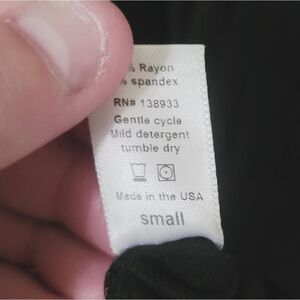 % Rayon
% spandex
RN# 138933
Gentle cycle
Mild detergent
tumble dry
Made in the USA
small